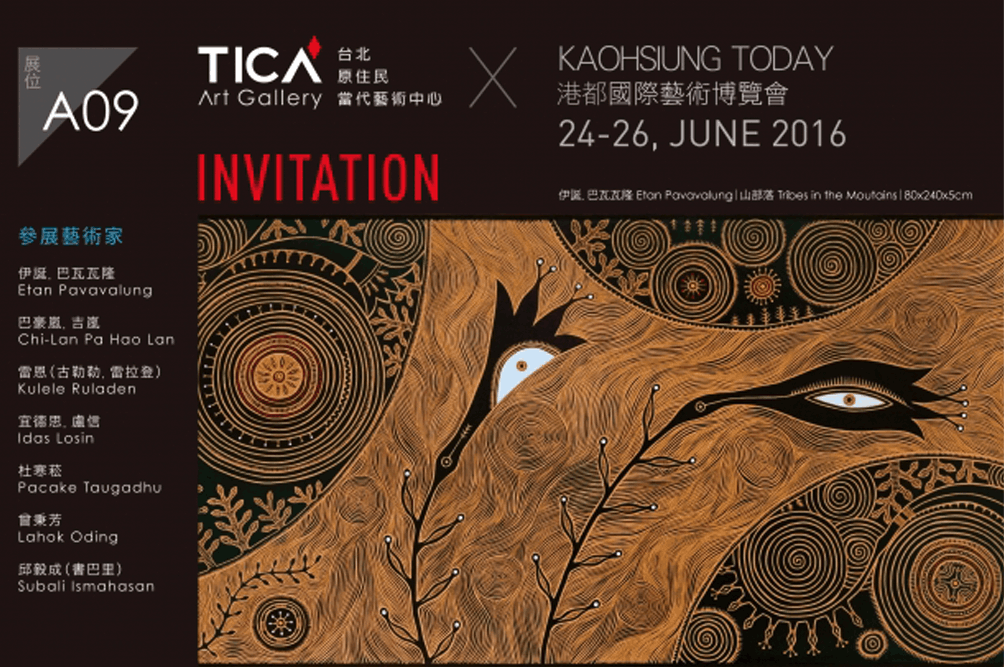 展位
A09
TICA
Art Gallery
台北
原住民
當代藝術中心
KAOHSIUNG TODAY
港都國際藝術博覽會
24-26, JUNE 2016
INVITATION
伊誕．巴瓦瓦隆 Etan Pavavalung|山部落 Tribes in the Moutains|80x240x5cm
參展藝術家
伊誕．巴瓦瓦隆
Etan Pavavalung
巴豪嵐．吉嵐
Chi-Lan Pa Hao Lan
雷恩（古勒勒．雷拉登）
Kulele Ruladen
宜德思．盧信
Idas Losin
杜寒菘
Pacake Taugadhu
曾秉芳
Lahok Oding
邱毅成（書巴里）
Subali Ismahasan